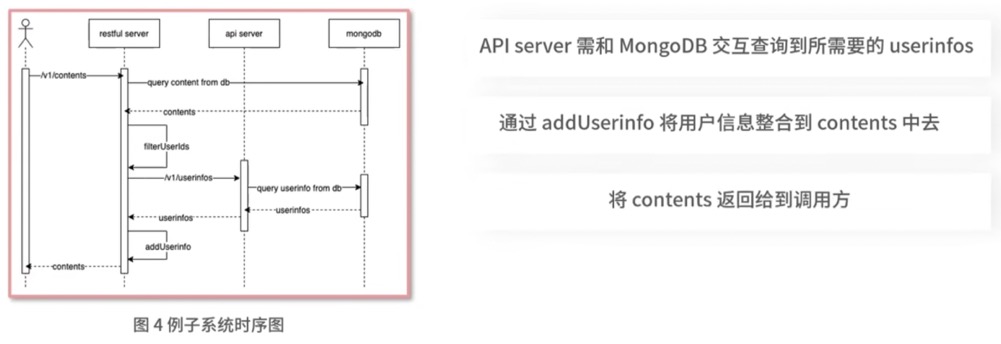 restful server
api server
mongodb
/v1/contents
query content from db
contents
filterUserIds
/v1/userinfos
query userinfo from db
userinfos
userinfos
addUserinfo
contents
图 4 例子系统时序图
API server 需和 MongoDB 交互查询到所需要的 userinfos
通过 addUserinfo 将用户信息整合到 contents 中去
将 contents 返回给到调用方